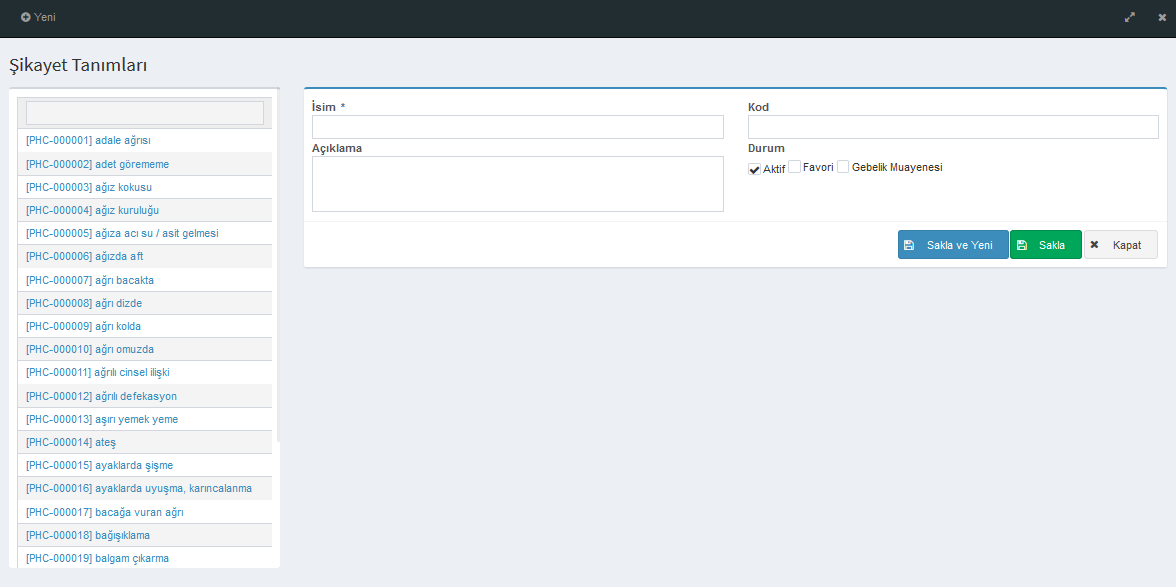 Yeni
Şikayet Tanımları
[PHC-000001] adale ağrısı
[PHC-000002] adet görememe
[PHC-000003] ağız kokusu
[PHC-000004] ağız kuruluğu
[PHC-000005] ağıza acı su / asit gelmesi
[PHC-000006] ağızda aft
[PHC-000007] ağrı bacakta
[PHC-000008] ağrı dizde
[PHC-000009] ağrı kolda
[PHC-000010] ağrı omuzda
[PHC-000011] ağrılı cinsel ilişki
[PHC-000012] ağrılı defekasyon
[PHC-000013] aşırı yemek yeme
[PHC-000014] ateş
[PHC-000015] ayaklarda şişme
[PHC-000016] ayaklarda uyuşma, karıncalanma
[PHC-000017] bacağa vuran ağrı
[PHC-000018] bağışıklama
[PHC-000019] balgam çıkarma
İsim *
Kod
Açıklama
Durum
Aktif Favori Gebelik Muayenesi
Sakla ve Yeni Sakla Kapat